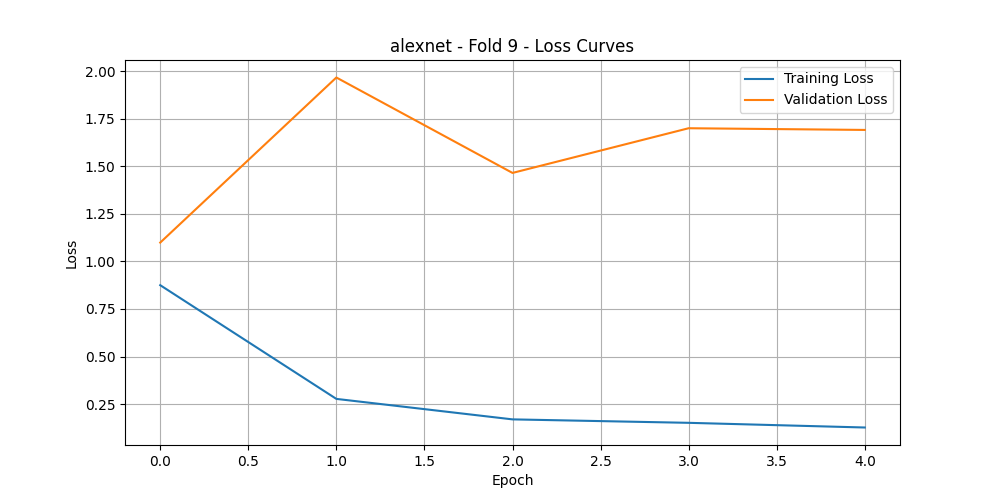 alexnet - Fold 9 - Loss Curves
Training Loss
Validation Loss
2.00
1.75
1.50
1.25
1.00
0.75
0.50
0.25
Loss
0.0 0.5 1.0 1.5 2.0 2.5 3.0 3.5 4.0
Epoch